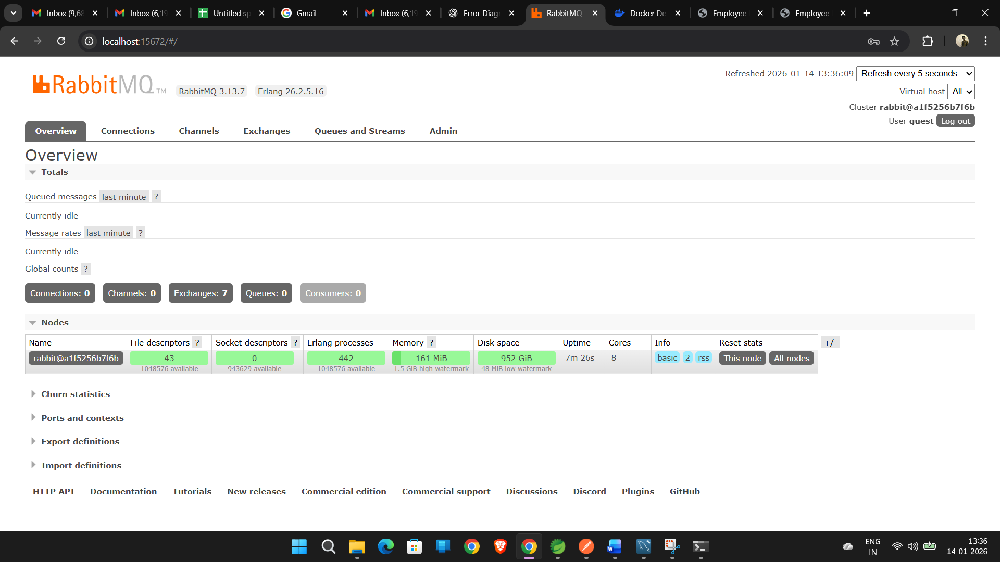 Inbox (9,68
Inbox (6,19
Untitled sp
Gmail
Inbox (6,19
Error Diagn
RabbitMQ
Docker De
Employee
Employee
localhost:15672/#/
RabbitMQ TM
RabbitMQ 3.13.7
Erlang 26.2.5.16
Refreshed 2026-01-14 13:36:09
Refresh every 5 seconds
Virtual host
All
Cluster rabbit@a1f5256b7f6b
User guest
Log out
Overview
Connections
Channels
Exchanges
Queues and Streams
Admin
Overview
Totals
Queued messages last minute ?
Currently idle
Message rates last minute ?
Currently idle
Global counts ?
Connections: 0
Channels: 0
Exchanges: 7
Queues: 0
Consumers: 0
Nodes
Name File descriptors ? Socket descriptors ? Erlang processes Memory ? Disk space Uptime Cores Info Reset stats +/-
rabbit@a1f5256b7f6b 43 0 442 161 MiB 952 GiB 7m 26s 8 basic 2 rss This node All nodes
1048576 available 943629 available 1048576 available 1.5 GiB high watermark 48 MiB low watermark
Churn statistics
Ports and contexts
Export definitions
Import definitions
HTTP API
Documentation
Tutorials
New releases
Commercial edition
Commercial support
Discussions
Discord
Plugins
GitHub
ENG
IN
13:36
14-01-2026